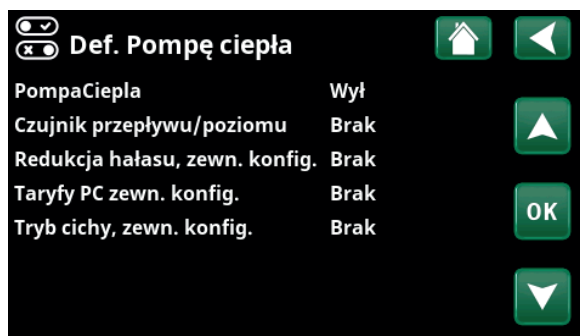 Def. Pompę ciepła
PompaCiepla Wył
Czujnik przepływu/poziomu Brak
Redukcja hałasu, zewn. konfig. Brak
Taryfy PC zewn. konfig. Brak
Tryb cichy, zewn. konfig. Brak
OK